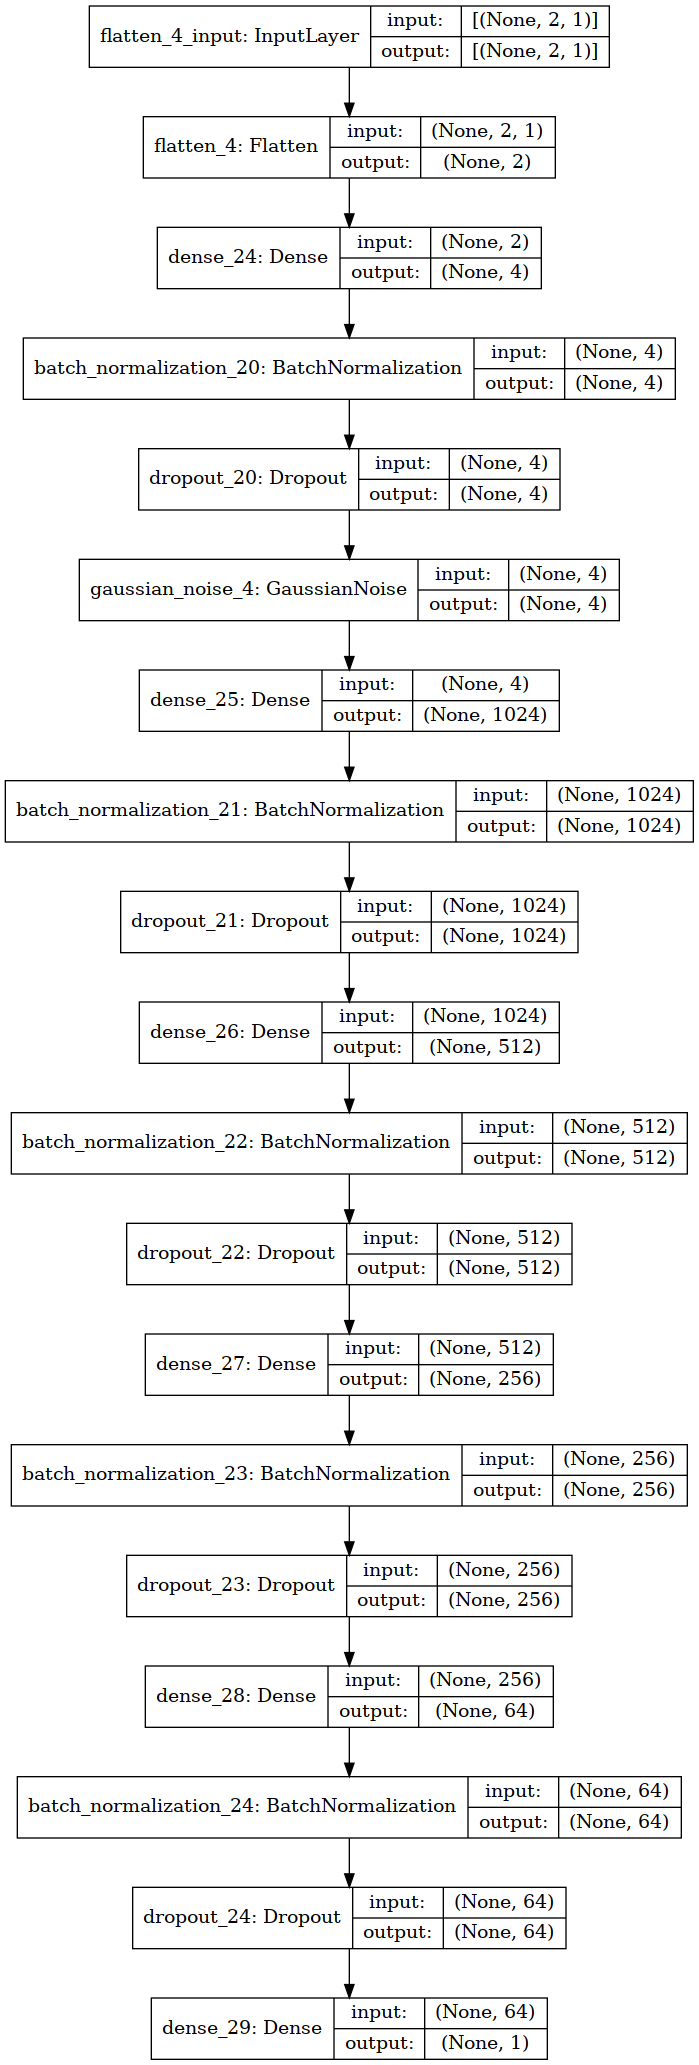 flatten_4_input: InputLayer
input:
[(None, 2, 1)]
output:
[(None, 2, 1)]
flatten_4: Flatten
input:
(None, 2, 1)
output:
(None, 2)
dense_24: Dense
input:
(None, 2)
output:
(None, 4)
batch_normalization_20: BatchNormalization
input:
(None, 4)
output:
(None, 4)
dropout_20: Dropout
input:
(None, 4)
output:
(None, 4)
gaussian_noise_4: GaussianNoise
input:
(None, 4)
output:
(None, 4)
dense_25: Dense
input:
(None, 4)
output:
(None, 1024)
batch_normalization_21: BatchNormalization
input:
(None, 1024)
output:
(None, 1024)
dropout_21: Dropout
input:
(None, 1024)
output:
(None, 1024)
dense_26: Dense
input:
(None, 1024)
output:
(None, 512)
batch_normalization_22: BatchNormalization
input:
(None, 512)
output:
(None, 512)
dropout_22: Dropout
input:
(None, 512)
output:
(None, 512)
dense_27: Dense
input:
(None, 512)
output:
(None, 256)
batch_normalization_23: BatchNormalization
input:
(None, 256)
output:
(None, 256)
dropout_23: Dropout
input:
(None, 256)
output:
(None, 256)
dense_28: Dense
input:
(None, 256)
output:
(None, 64)
batch_normalization_24: BatchNormalization
input:
(None, 64)
output:
(None, 64)
dropout_24: Dropout
input:
(None, 64)
output:
(None, 64)
dense_29: Dense
input:
(None, 64)
output:
(None, 1)